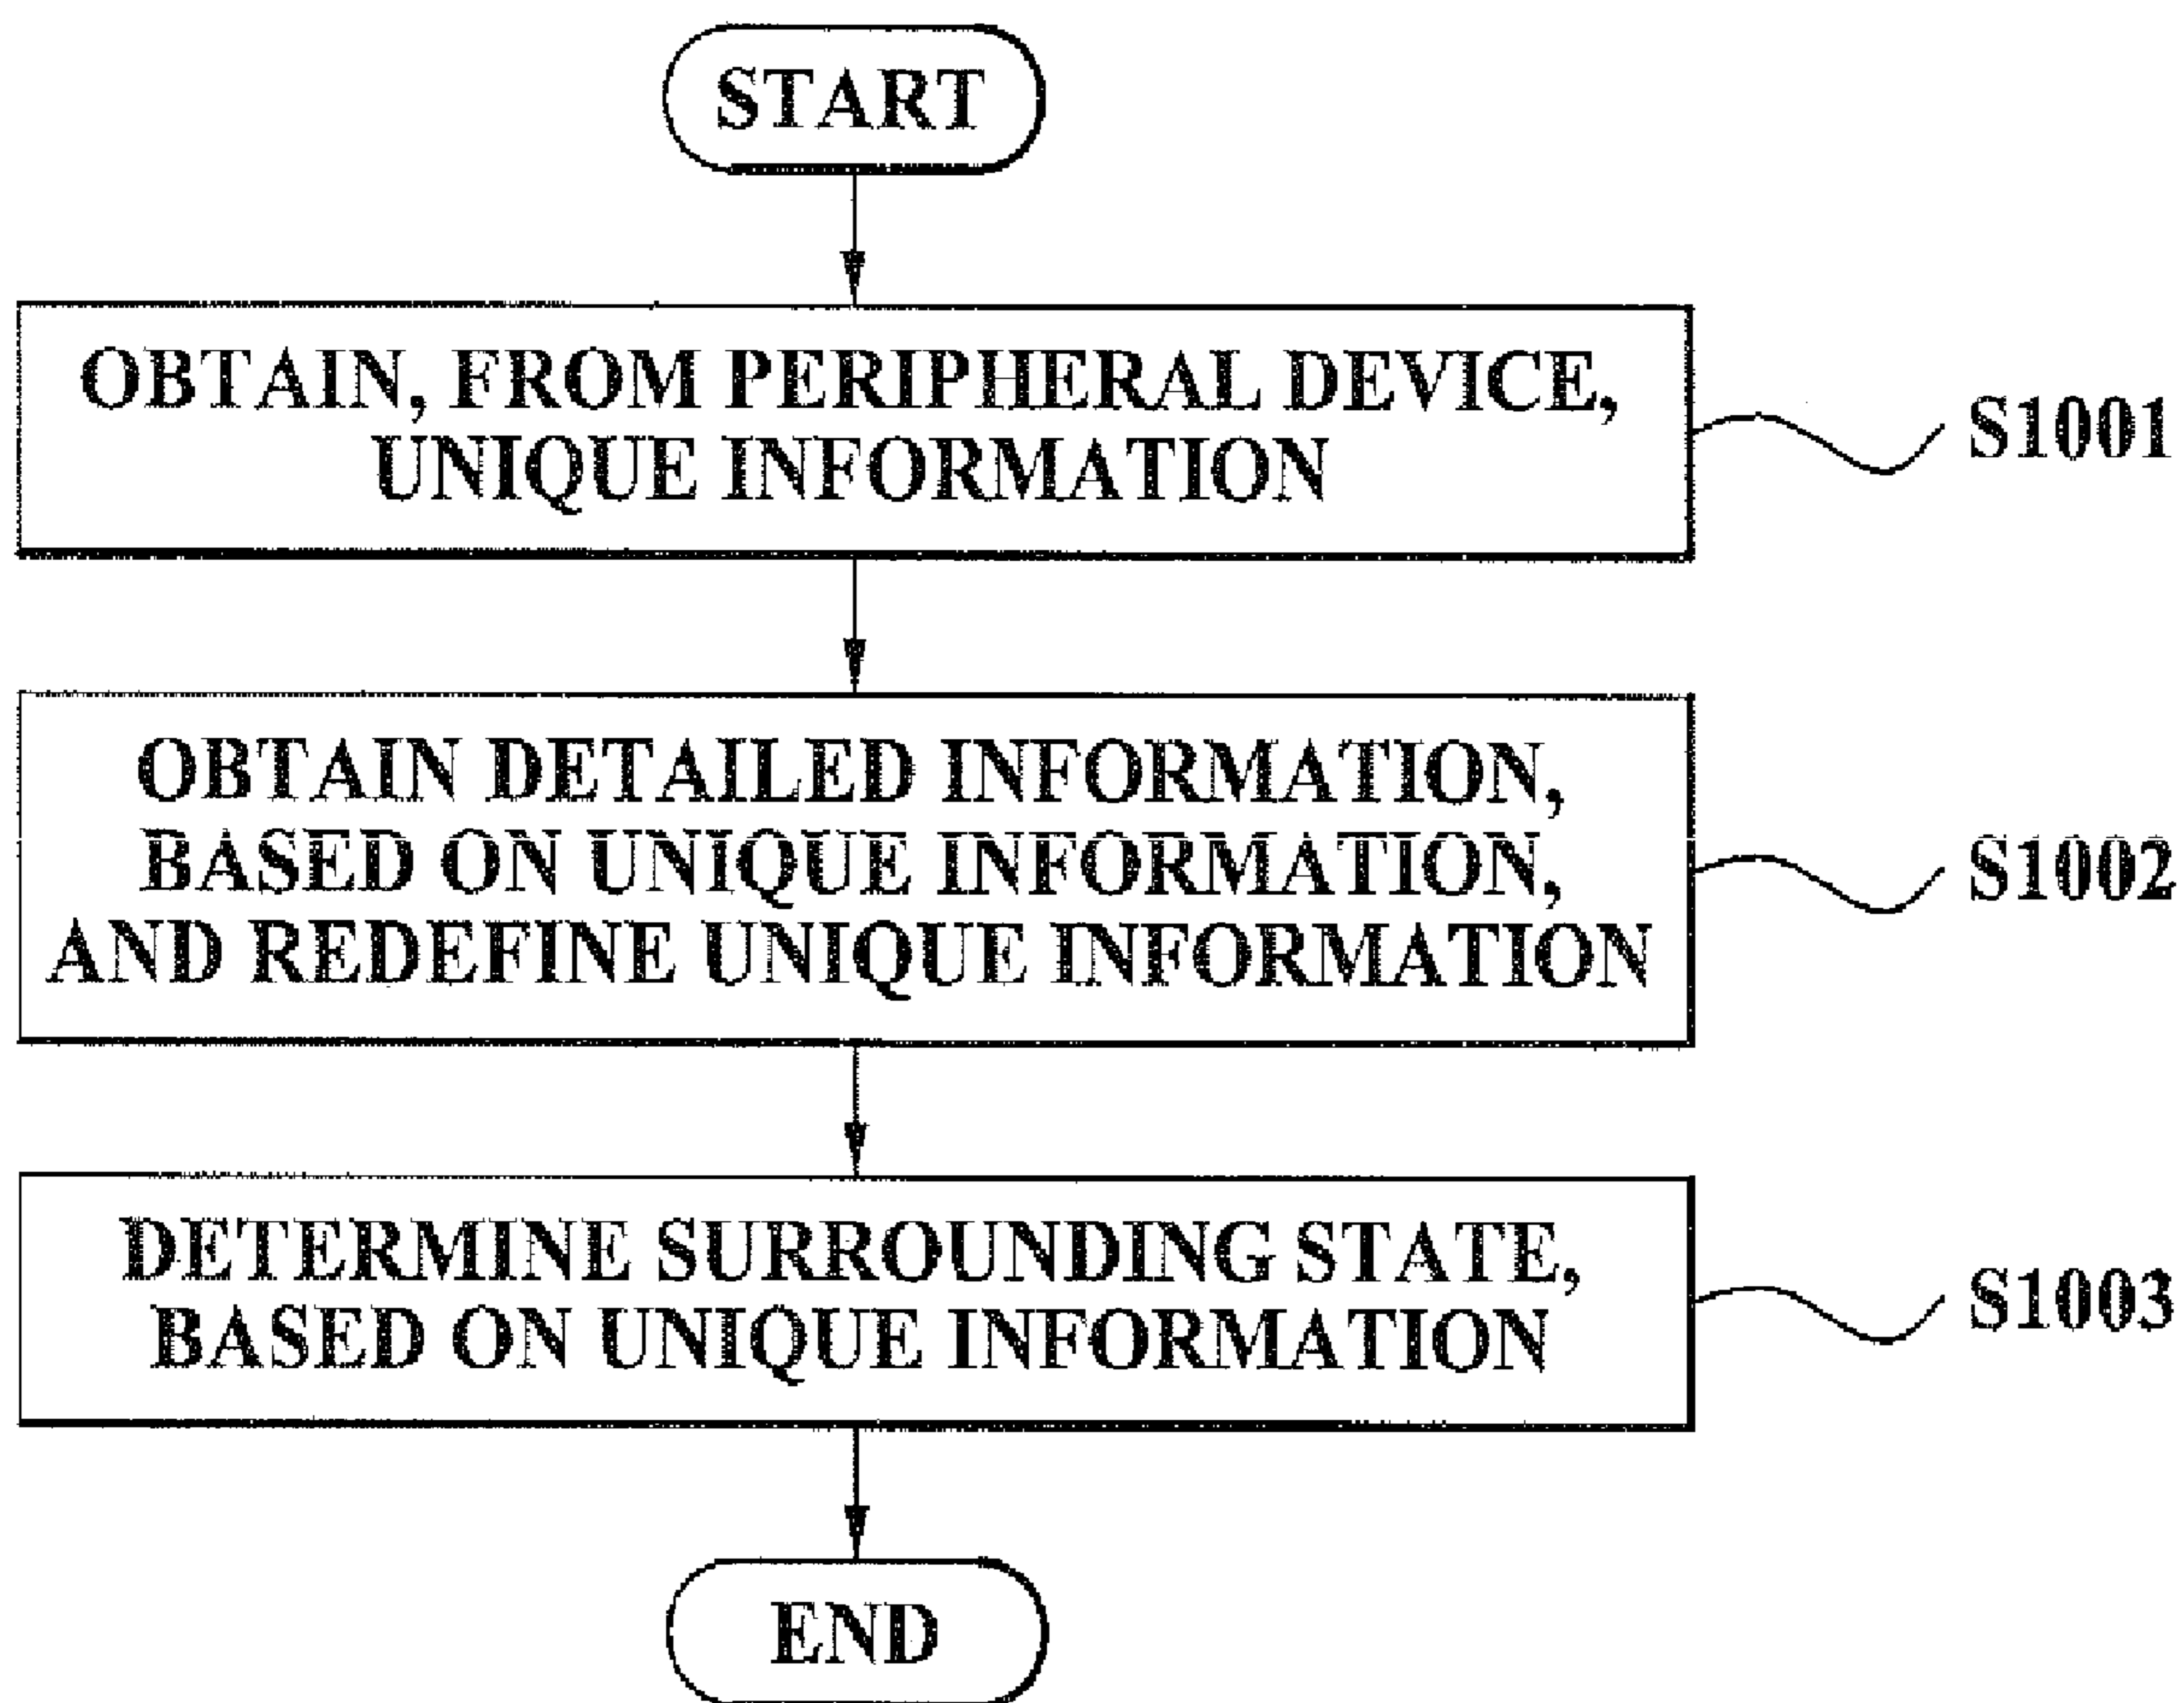 START
OBTAIN, FROM PERIPHERAL DEVICE,
UNIQUE INFORMATION
S1001
OBTAIN DETAILED INFORMATION,
BASED ON UNIQUE INFORMATION,
AND REDEFINE UNIQUE INFORMATION
S1002
DETERMINE SURROUNDING STATE,
BASED ON UNIQUE INFORMATION
S1003
END